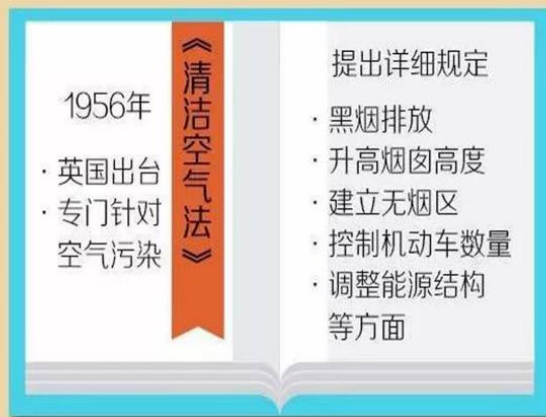 1956年
· 英国出台
· 专门针对
空气污染
《清洁空气法》
提出详细规定
· 黑烟排放
· 升高烟囱高度
· 建立无烟区
· 控制机动车数量
· 调整能源结构
等方面